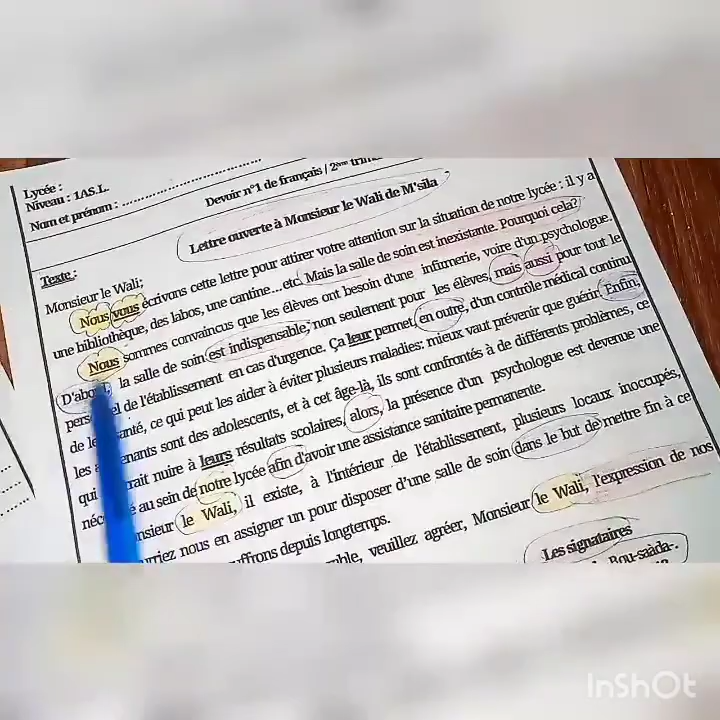 Lycée :
Niveau : 1AS.L.
Devoir n°1 de français / 2ème trim
Nom et prénom :
Lettre ouverte à Monsieur le Wali de M'sila
Texte :
Monsieur le Wali;
Nous vous écrivons cette lettre pour attirer votre attention sur la situation de notre lycée : il y a
une bibliothèque, des labos, une cantine...etc. Mais la salle de soin est inexistante. Pourquoi cela?
Nous sommes convaincus que les élèves ont besoin d'une infirmerie, voire d'un psychologue.
D'abord, la salle de soin est indispensable, non seulement pour les élèves, mais aussi pour tout le
de l'établissement en cas d'urgence. Ça leur permet, en outre, d'un contrôle médical continu
de santé, ce qui peut les aider à éviter plusieurs maladies: mieux vaut prévenir que guérir. Enfin,
les sont des adolescents, et à cet âge-là, ils sont confrontés à de différents problèmes, ce
qui nuire à leurs résultats scolaires, alors, la présence d'un psychologue est devenue une
au sein de notre lycée afin d'avoir une assistance sanitaire permanente.
le Wali, il existe, à l'intérieur de l'établissement, plusieurs locaux inoccupés,
nous en assigner un pour disposer d'une salle de soin dans le but de mettre fin à ce
depuis longtemps.
veuillez agréer, Monsieur le Wali, l'expression de nos
Les signataires
Bou-saâda-.
InShOt